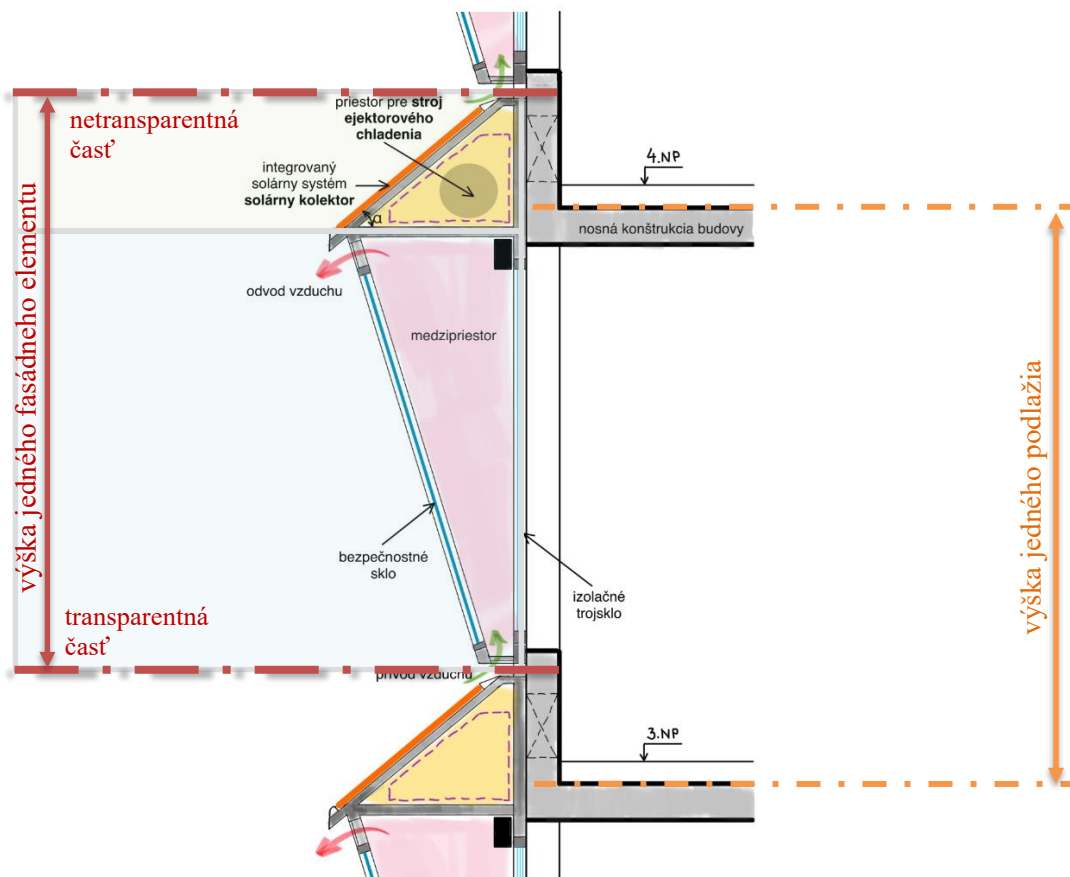 netransparentná
časť
priestor pre stroj
ejektorového
chladenia
integrovaný
solárny systém
solárny kolektor
α
4.NP
nosná konštrukcia budovy
odvod vzduchu
medzipriestor
výška jedného fasádneho elementu
výška jedného podlažia
bezpečnostné
sklo
izolačné
trojsklo
transparentná
časť
prívod vzduchu
3.NP